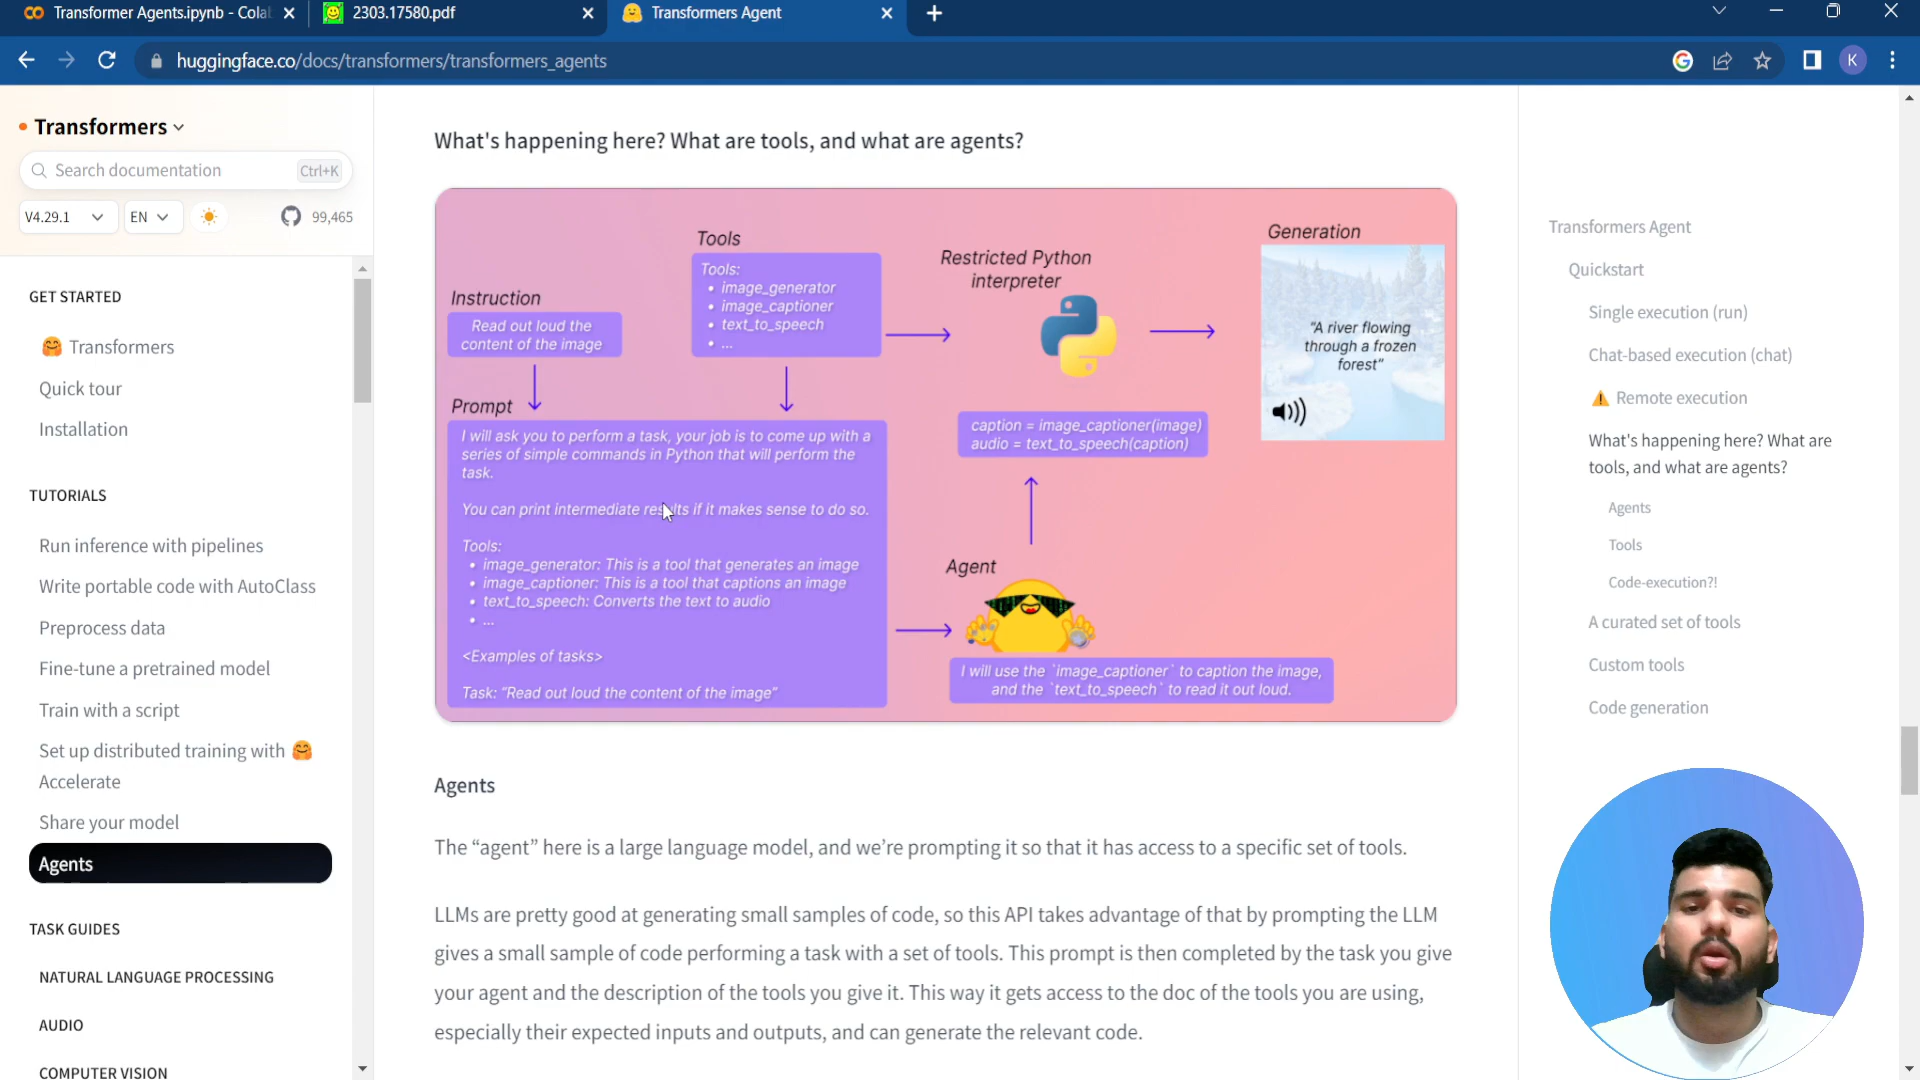 Transformer Agents.ipynb - Cola
2303.17580.pdf
Transformers Agent
huggingface.co/docs/transformers/transformers_agents
K
Transformers
Search documentation
Ctrl+K
V4.29.1
EN
99,465
GET STARTED
🤗 Transformers
Quick tour
Installation
TUTORIALS
Run inference with pipelines
Write portable code with AutoClass
Preprocess data
Fine-tune a pretrained model
Train with a script
Set up distributed training with 🤗
Accelerate
Share your model
Agents
TASK GUIDES
NATURAL LANGUAGE PROCESSING
AUDIO
COMPUTER VISION
What's happening here? What are tools, and what are agents?
Instruction
Read out loud the
content of the image
Tools
Tools:
• image_generator
• image_captioner
• text_to_speech
• ...
Restricted Python
interpreter
Generation
"A river flowing
through a frozen
forest"
Prompt
I will ask you to perform a task, your job is to come up with a
series of simple commands in Python that will perform the
task.
You can print intermediate results if it makes sense to do so.
Tools:
• image_generator: This is a tool that generates an image
• image_captioner: This is a tool that captions an image
• text_to_speech: Converts the text to audio
• ...
<Examples of tasks>
Task: "Read out loud the content of the image"
caption = image_captioner(image)
audio = text_to_speech(caption)
Agent
I will use the `image_captioner` to caption the image,
and the `text_to_speech` to read it out loud.
Agents
The “agent” here is a large language model, and we’re prompting it so that it has access to a specific set of tools.
LLMs are pretty good at generating small samples of code, so this API takes advantage of that by prompting the LLM
gives a small sample of code performing a task with a set of tools. This prompt is then completed by the task you give
your agent and the description of the tools you give it. This way it gets access to the doc of the tools you are using,
especially their expected inputs and outputs, and can generate the relevant code.
Transformers Agent
Quickstart
Single execution (run)
Chat-based execution (chat)
⚠️ Remote execution
What's happening here? What are
tools, and what are agents?
Agents
Tools
Code-execution?!
A curated set of tools
Custom tools
Code generation